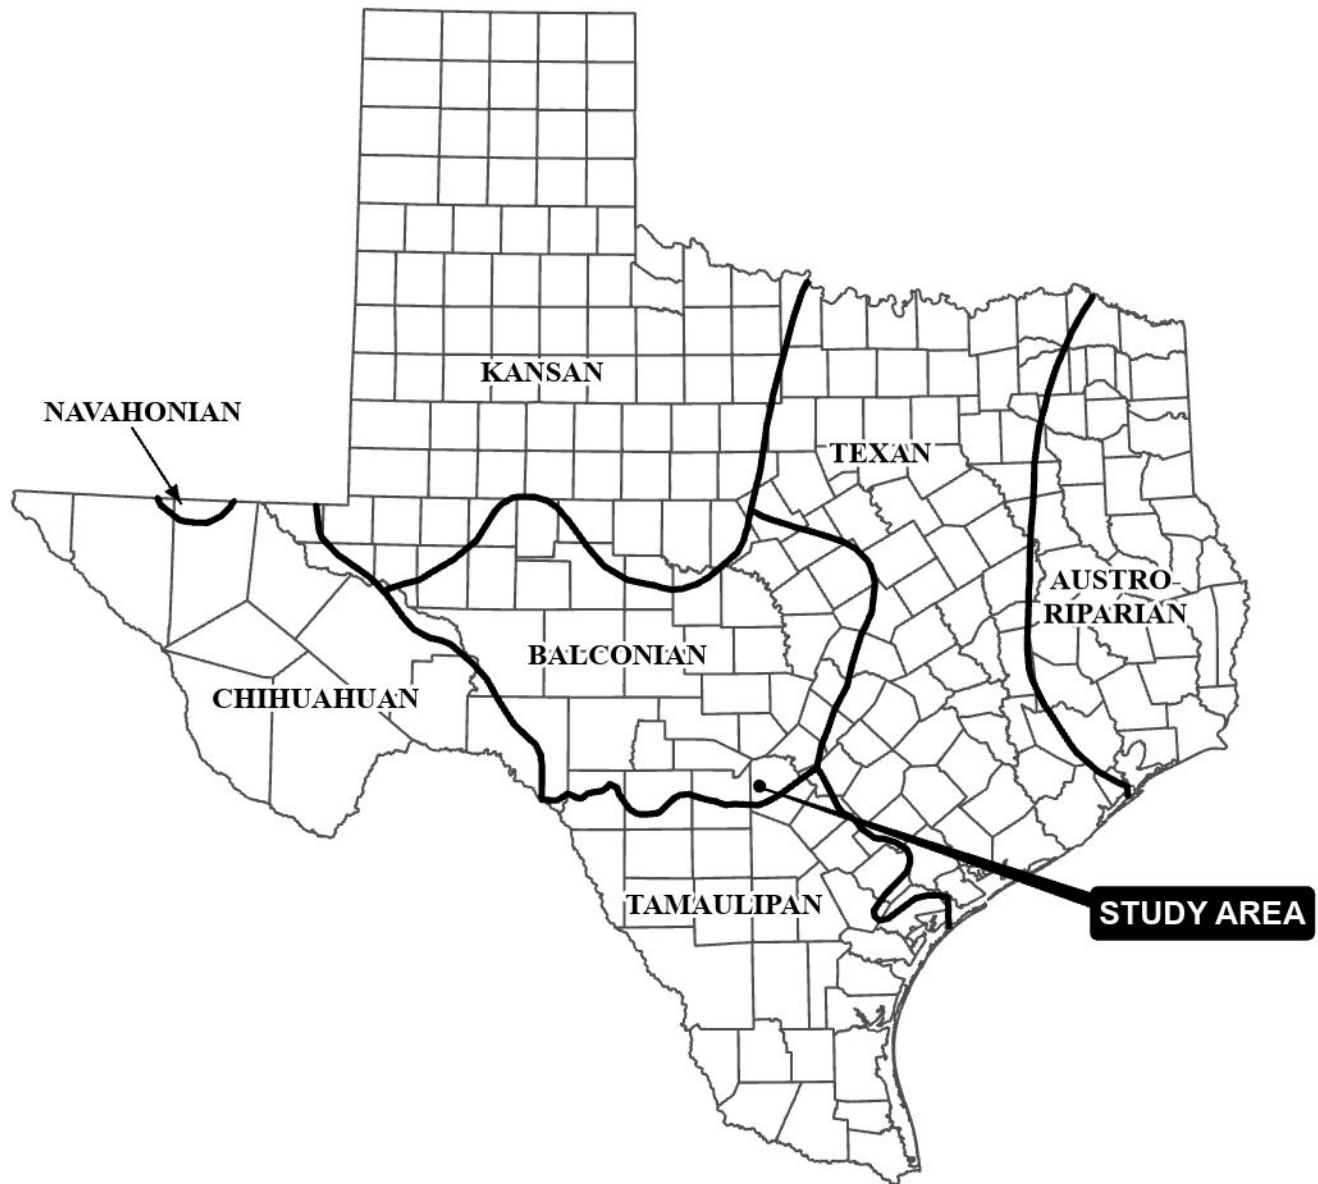 KANSAN
NAVAHONIAN
TEXAN
AUSTRO-
RIPARIAN
BALCONIAN
CHIHUAHUAN
TAMAULIPAN
STUDY AREA